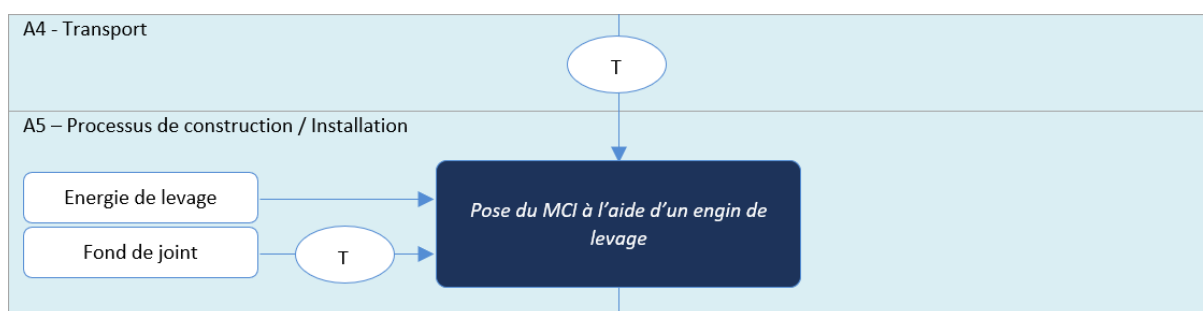 A4 - Transport
T
A5 – Processus de construction / Installation
Energie de levage
Pose du MCI à l’aide d’un engin de
levage
Fond de joint
T